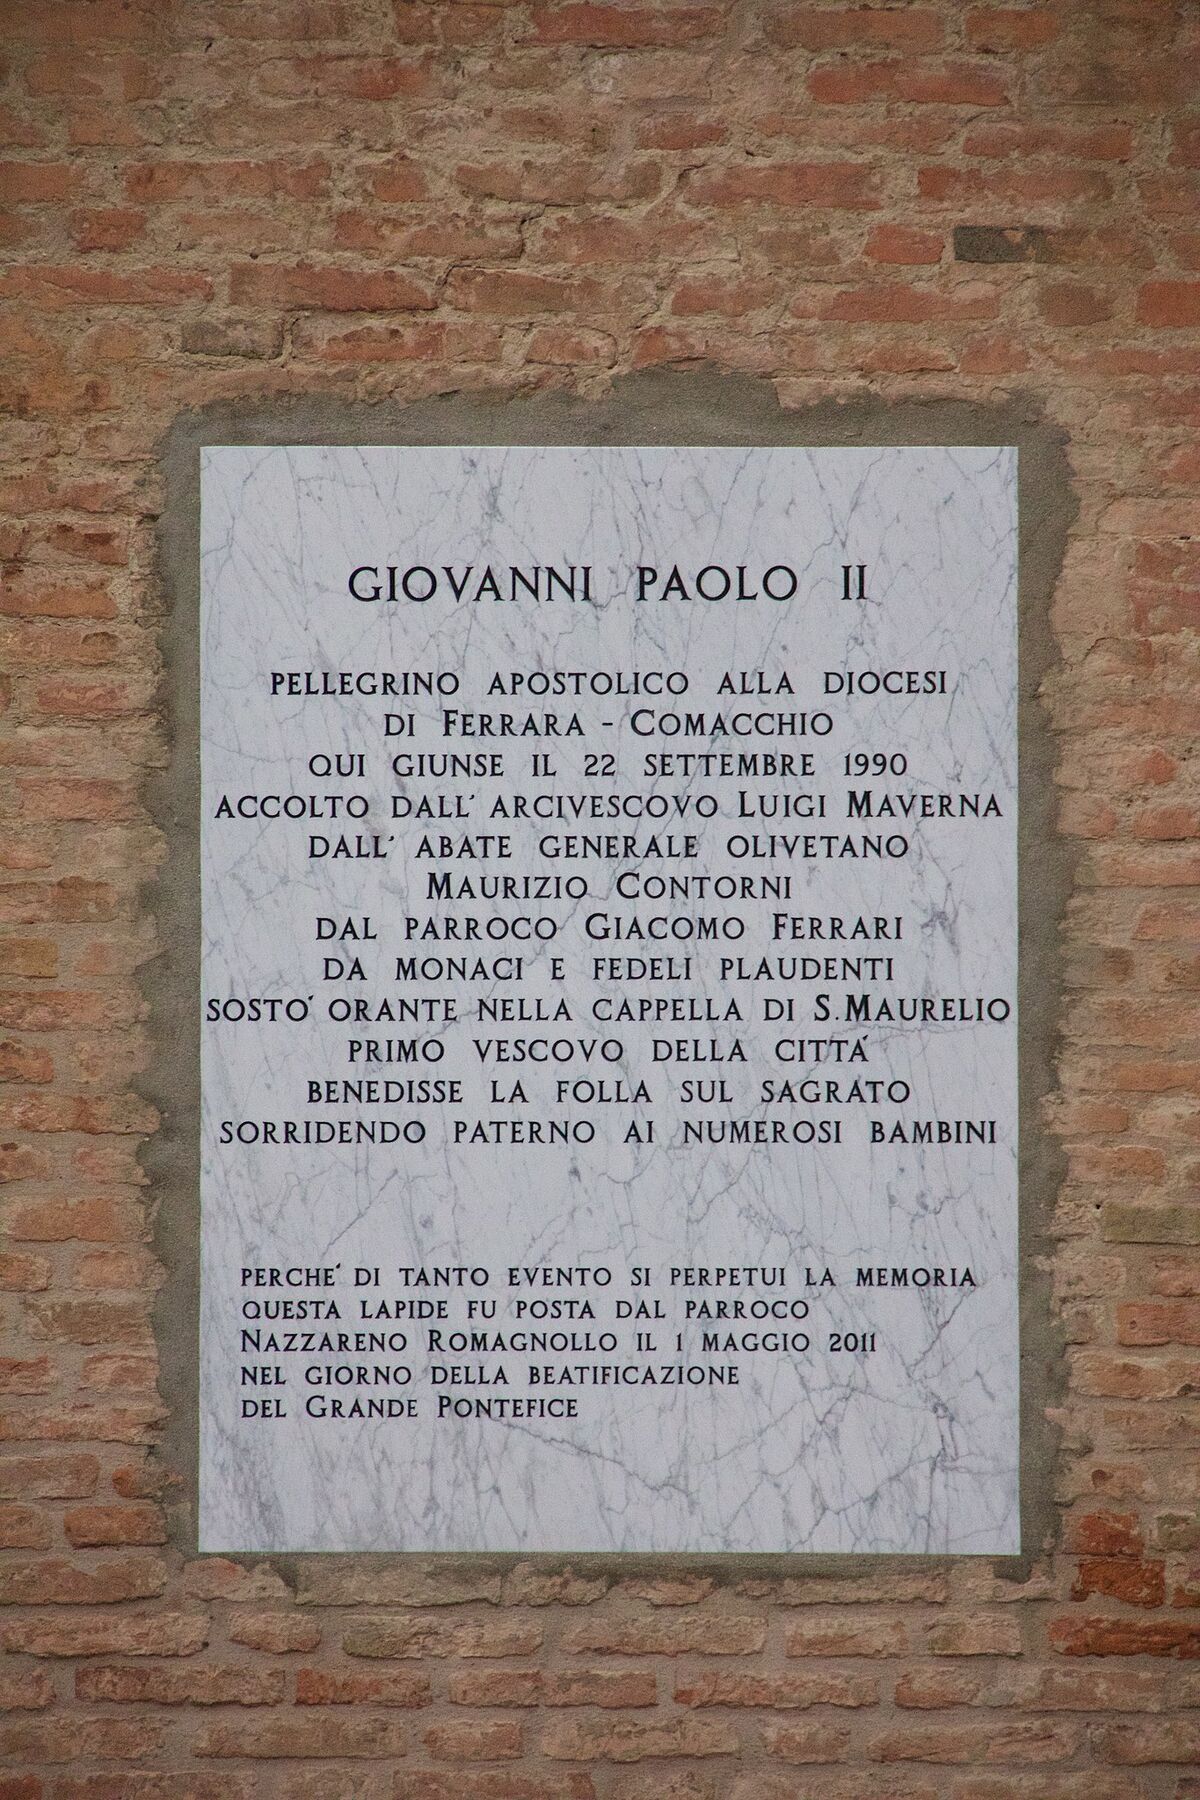 GIOVANNI PAOLO II
PELLEGRINO APOSTOLICO ALLA DIOCESI
DI FERRARA - COMACCHIO
QUI GIUNSE IL 22 SETTEMBRE 1990
ACCOLTO DALL' ARCIVESCOVO LUIGI MAVERNA
DALL' ABATE GENERALE OLIVETANO
MAURIZIO CONTORNI
DAL PARROCO GIACOMO FERRARI
DA MONACI E FEDELI PLAUDENTI
SOSTO' ORANTE NELLA CAPPELLA DI S.MAURELIO
PRIMO VESCOVO DELLA CITTA'
BENEDISSE LA FOLLA SUL SAGRATO
SORRIDENDO PATERNO AI NUMEROSI BAMBINI
PERCHE' DI TANTO EVENTO SI PERPETUI LA MEMORIA
QUESTA LAPIDE FU POSTA DAL PARROCO
NAZZARENO ROMAGNOLLO IL 1 MAGGIO 2011
NEL GIORNO DELLA BEATIFICAZIONE
DEL GRANDE PONTEFICE